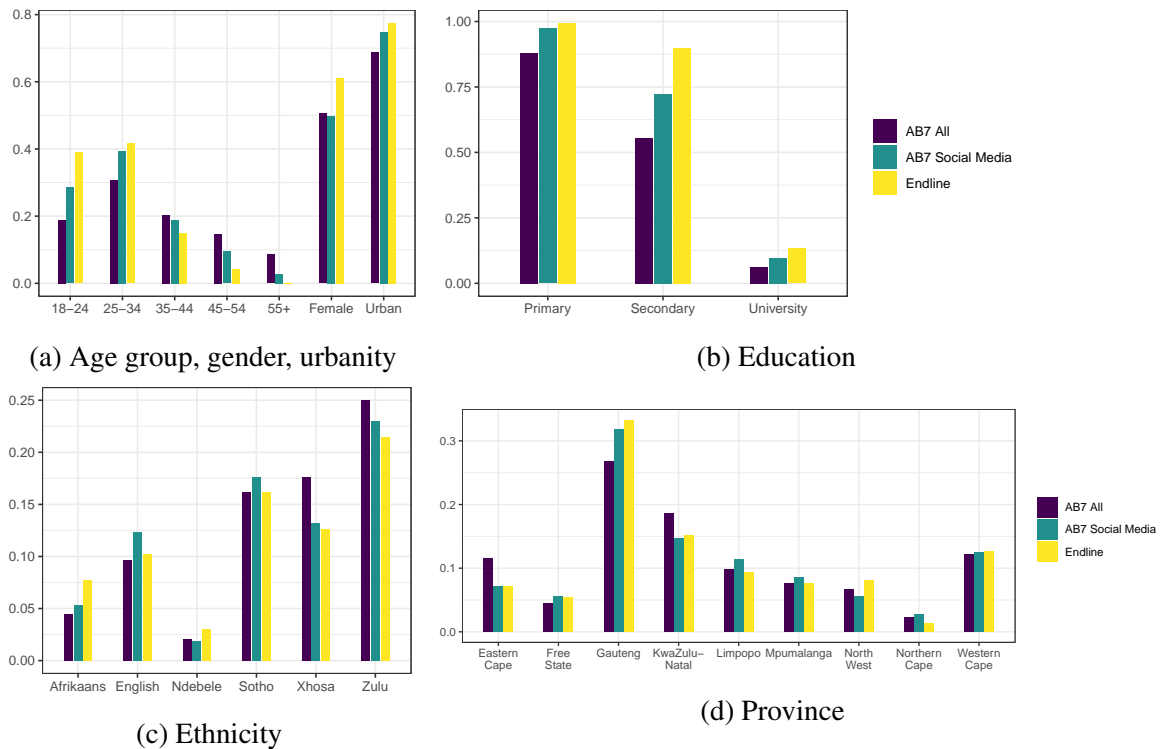 0.8
0.6
0.4
0.2
0.0
18−24 25−34 35−44 45−54 55+ Female Urban
(a) Age group, gender, urbanity
1.00
0.75
0.50
0.25
0.00
Primary Secondary University
(b) Education
AB7 All
AB7 Social Media
Endline
0.25
0.20
0.15
0.10
0.05
0.00
Afrikaans English Ndebele Sotho Xhosa Zulu
(c) Ethnicity
0.3
0.2
0.1
0.0
Eastern Free Gauteng KwaZulu− Limpopo Mpumalanga North Northern Western
Cape State Natal West Cape Cape
(d) Province
AB7 All
AB7 Social Media
Endline